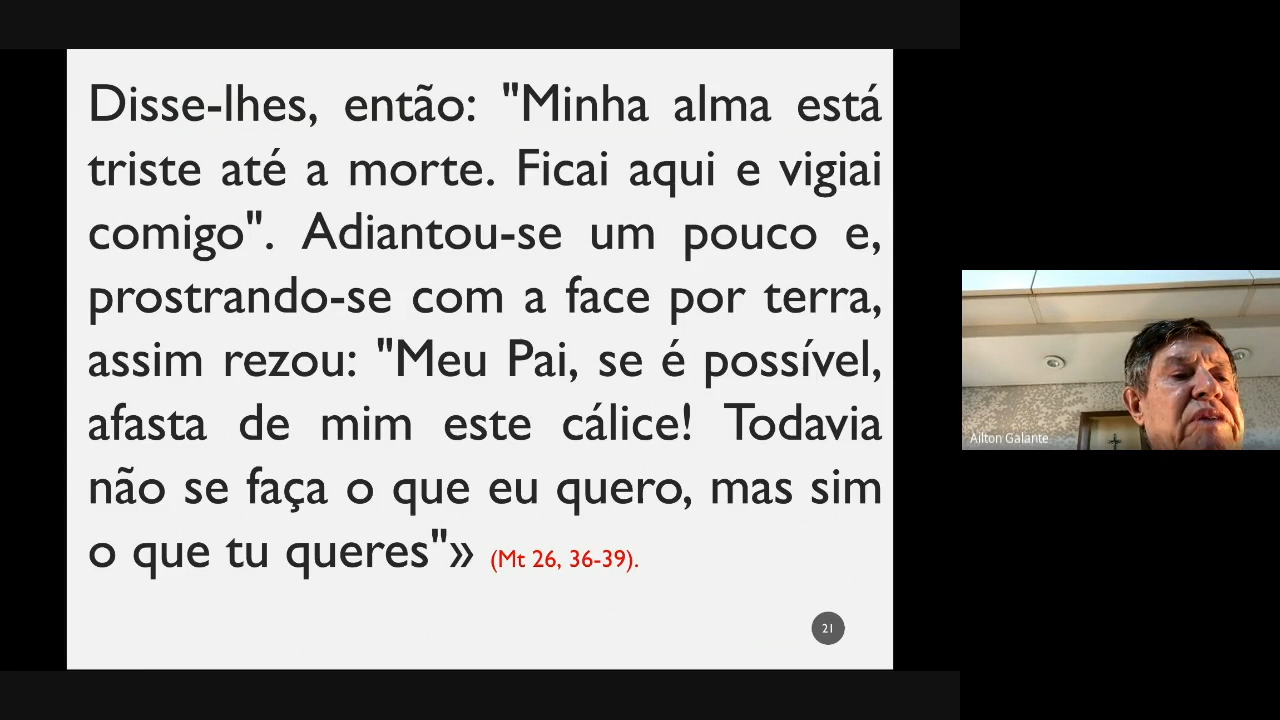 Disse-lhes, então: "Minha alma está
triste até a morte. Ficai aqui e vigiai
comigo". Adiantou-se um pouco e,
prostrando-se com a face por terra,
assim rezou: "Meu Pai, se é possível,
afasta de mim este cálice! Todavia
não se faça o que eu quero, mas sim
o que tu queres"» (Mt 26, 36-39).
21
Ailton Galante